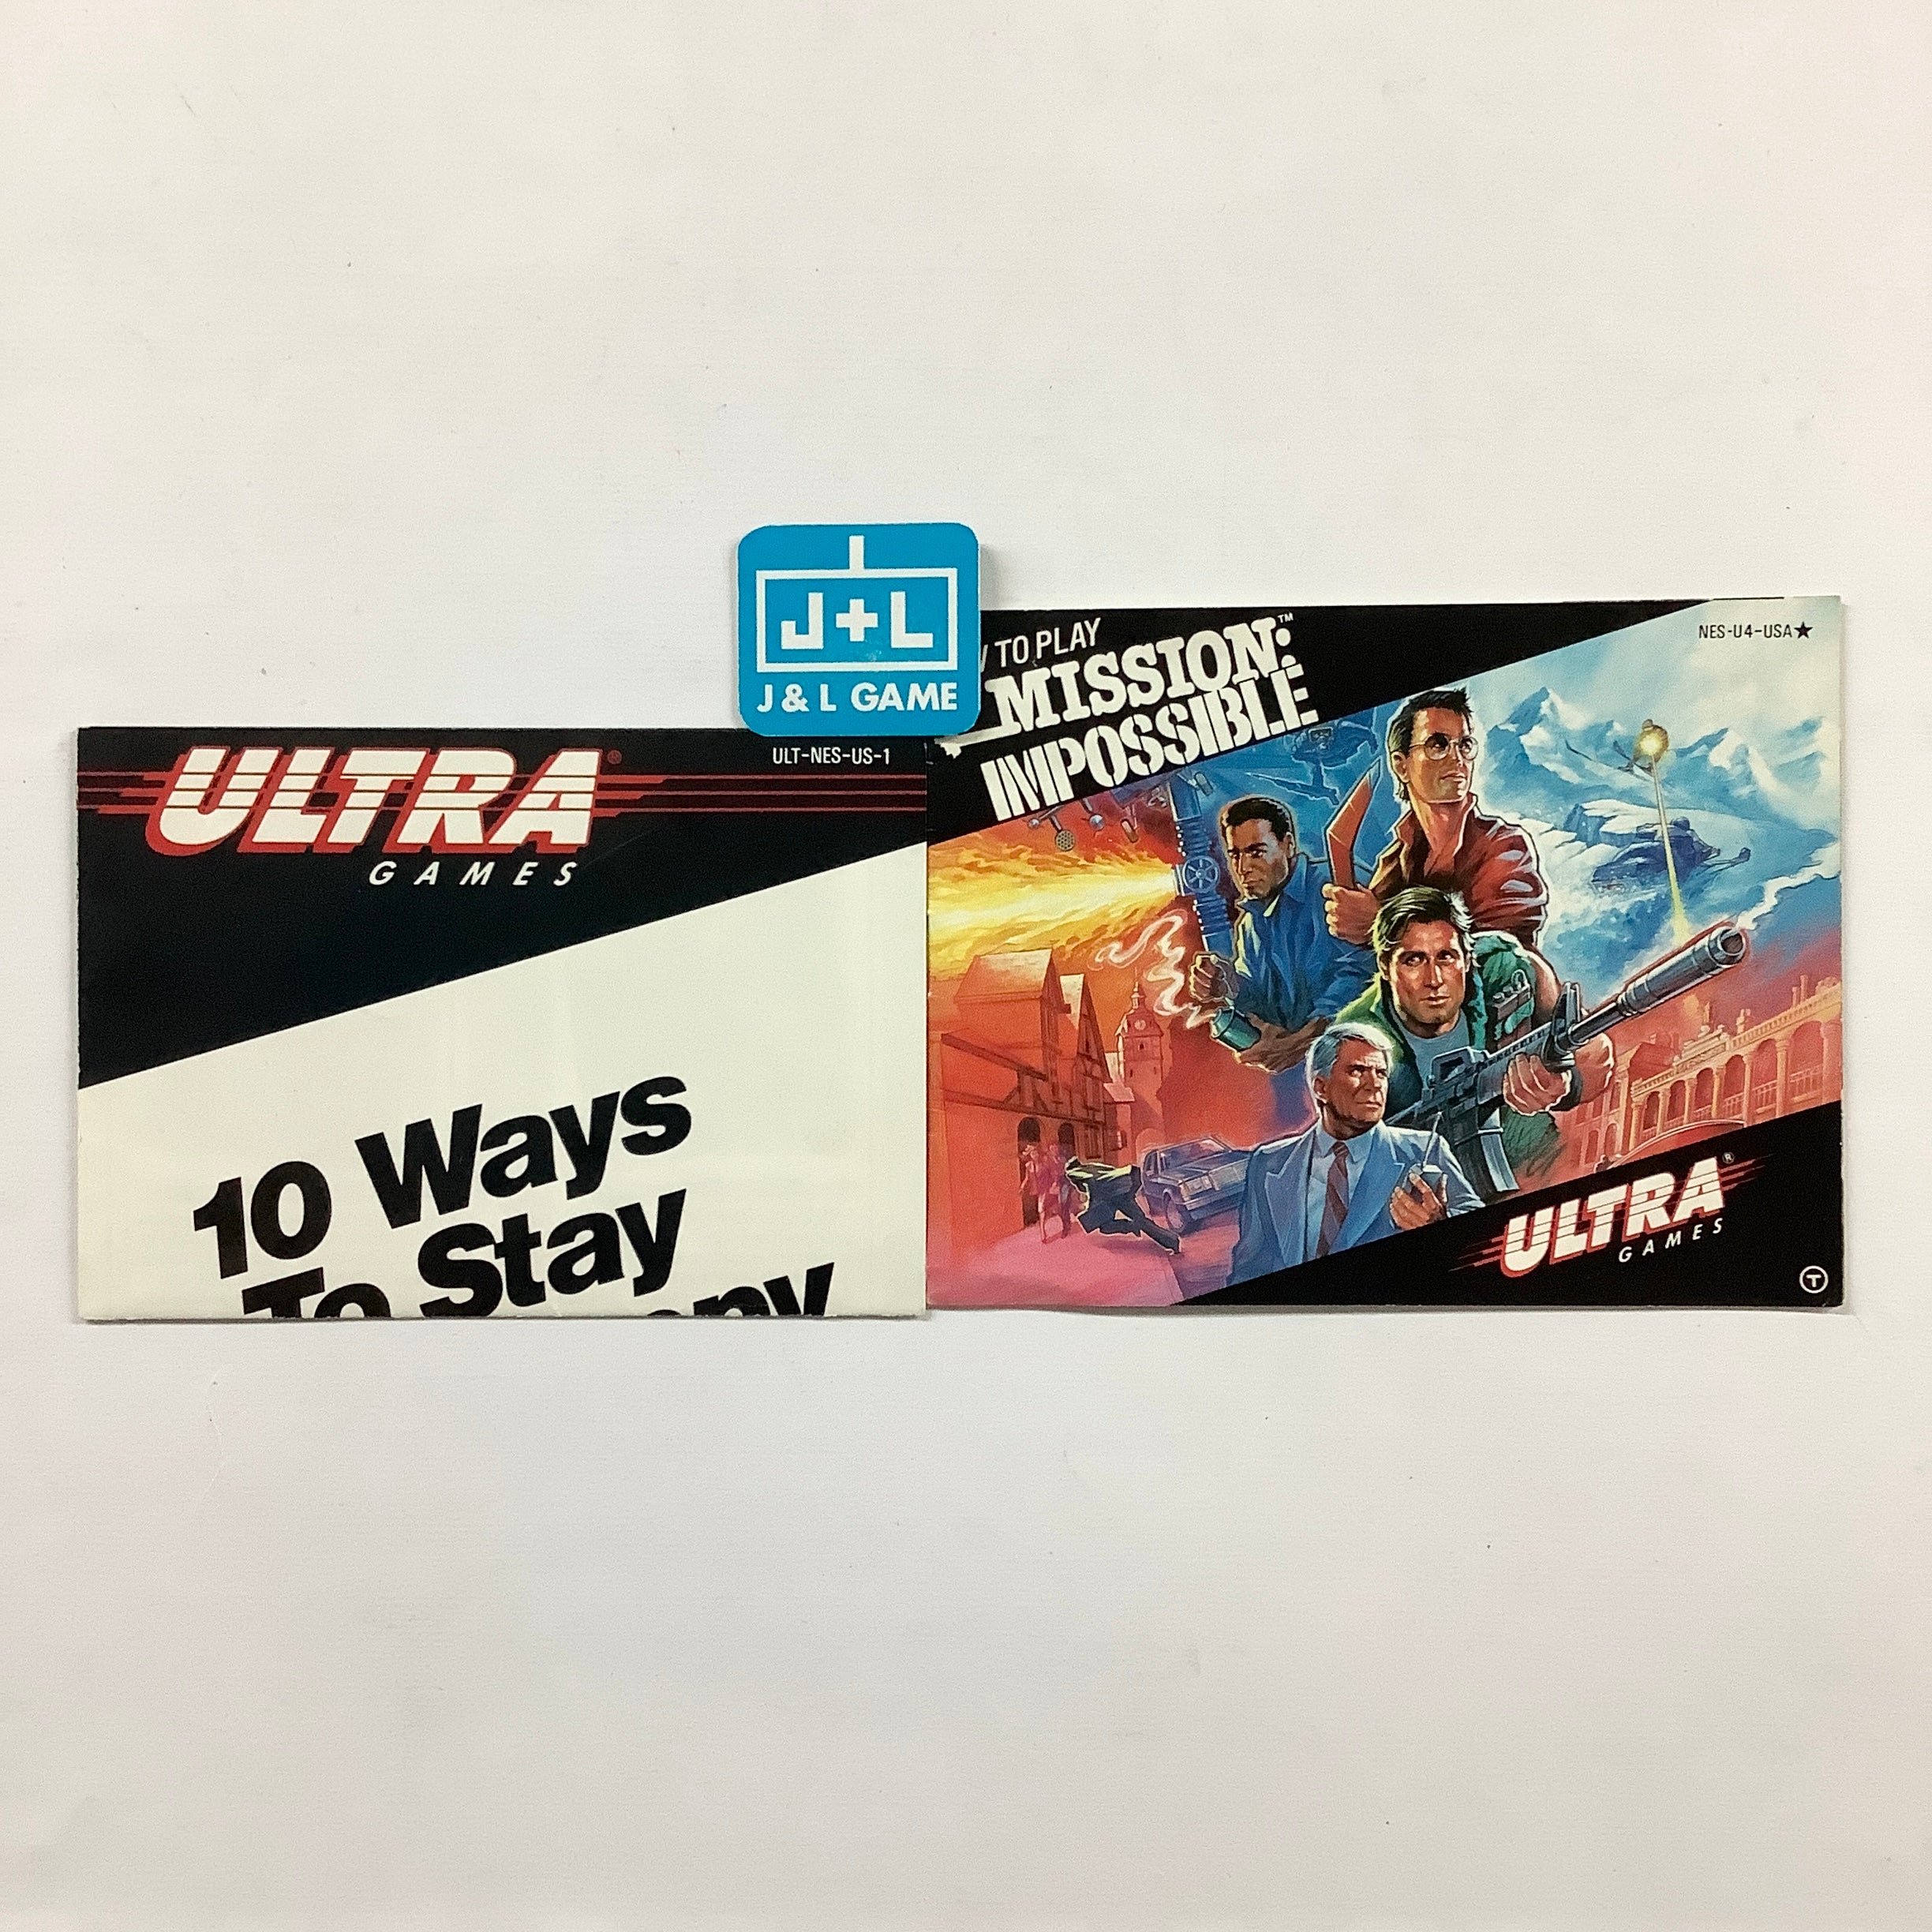 J+L
J & L GAME
ULTRA®
GAMES
ULT-NES-US-1
10 Ways
To Stay
TO PLAY
MISSION:™
IMPOSSIBLE
NES-U4-USA★
ULTRA®
GAMES
T